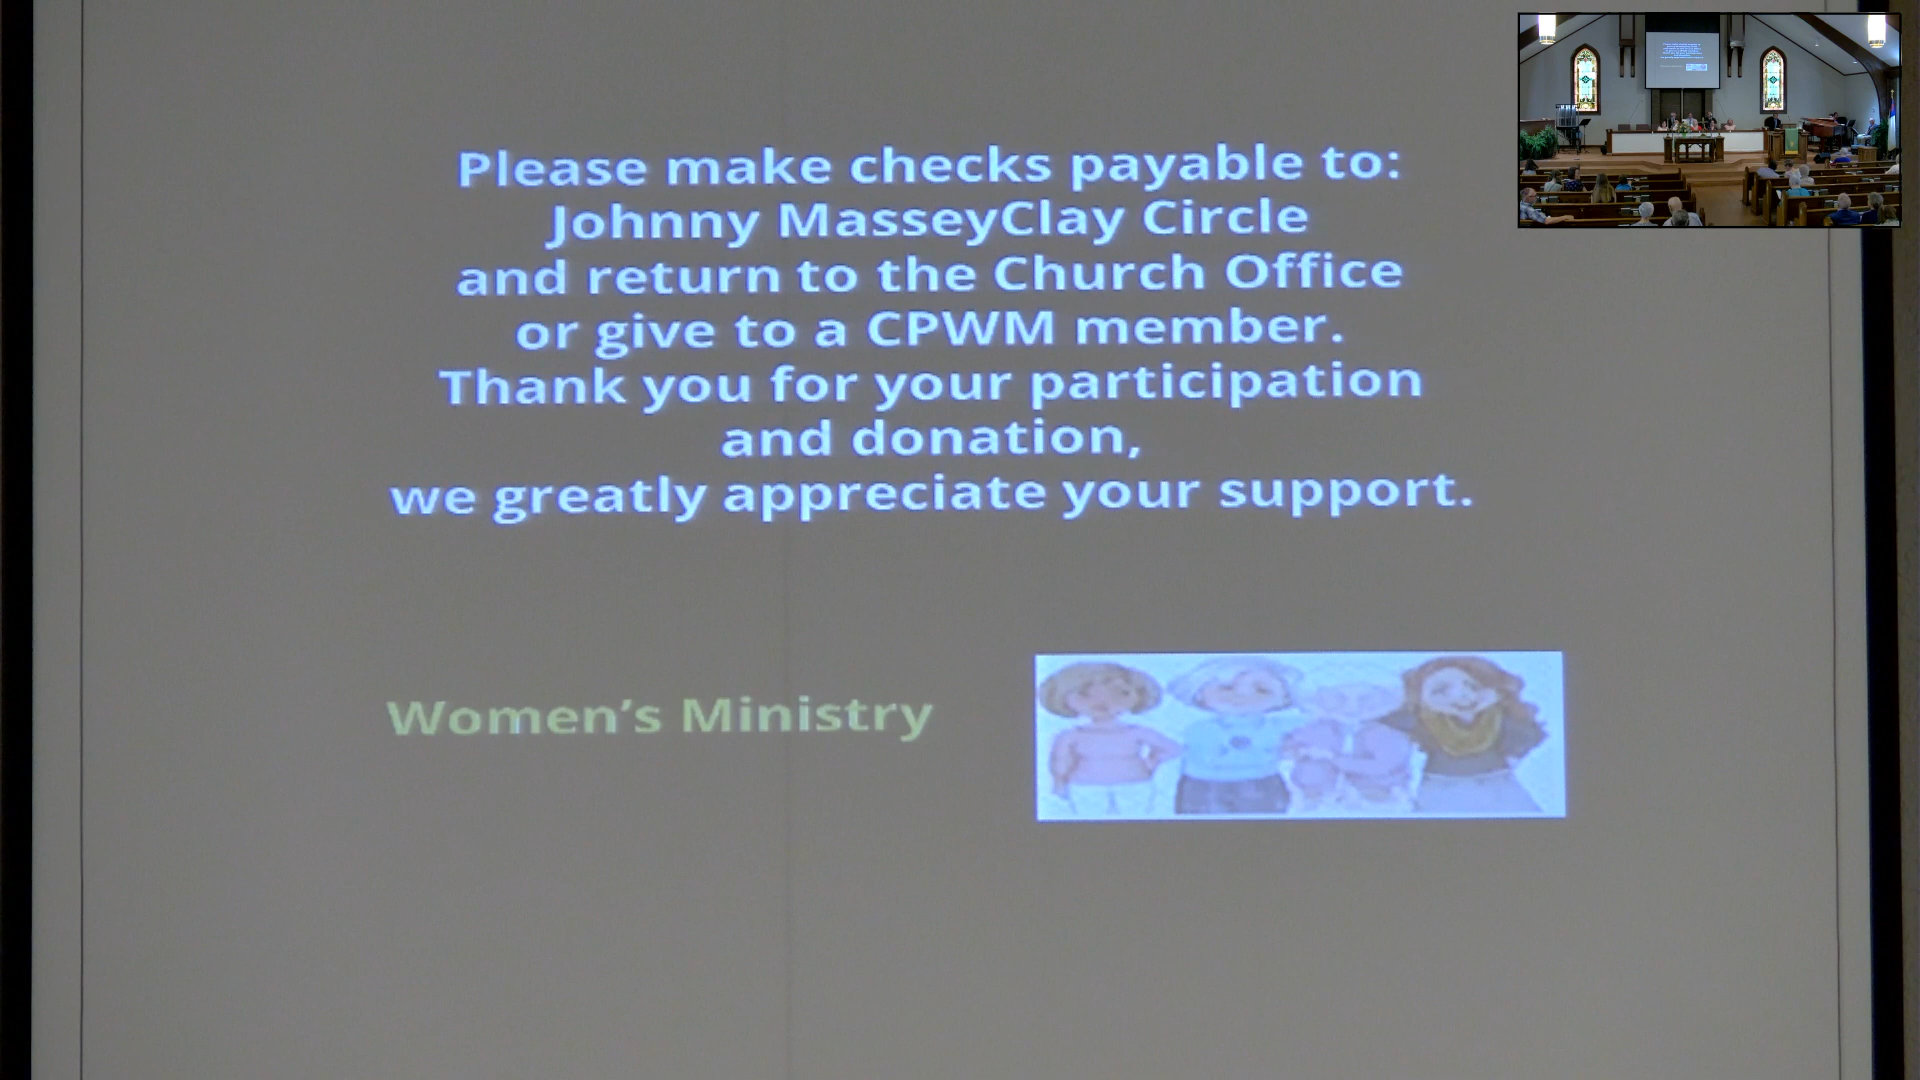 Please make checks payable to:
Johnny MasseyClay Circle
and return to the Church Office
or give to a CPWM member.
Thank you for your participation
and donation,
we greatly appreciate your support.
Women’s Ministry